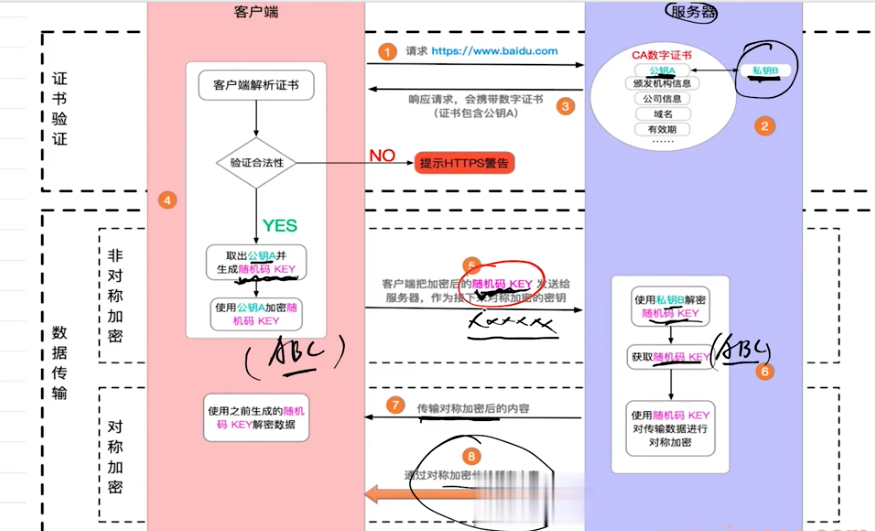 客户端
服务器
证书验证
① 请求 https://www.baidu.com
CA数字证书
公钥A
私钥B
颁发机构信息
公司信息
域名
有效期
......
②
客户端解析证书
响应请求，会携带数字证书
（证书包含公钥A）
③
验证合法性
NO
提示HTTPS警告
④
YES
数据传输
非对称加密
取出公钥A并
生成随机码 KEY
⑤
客户端把加密后的随机码 KEY 发送给
服务器，作为接下来对称加密的密钥
使用公钥A加密随
机码 KEY
(ABC)
使用私钥B解密
随机码 KEY
获取随机码 KEY
(ABC)
⑥
对称加密
使用之前生成的随机
码 KEY解密数据
⑦ 传输对称加密后的内容
使用随机码 KEY
对传输数据进行
对称加密
⑧
通过对称加密